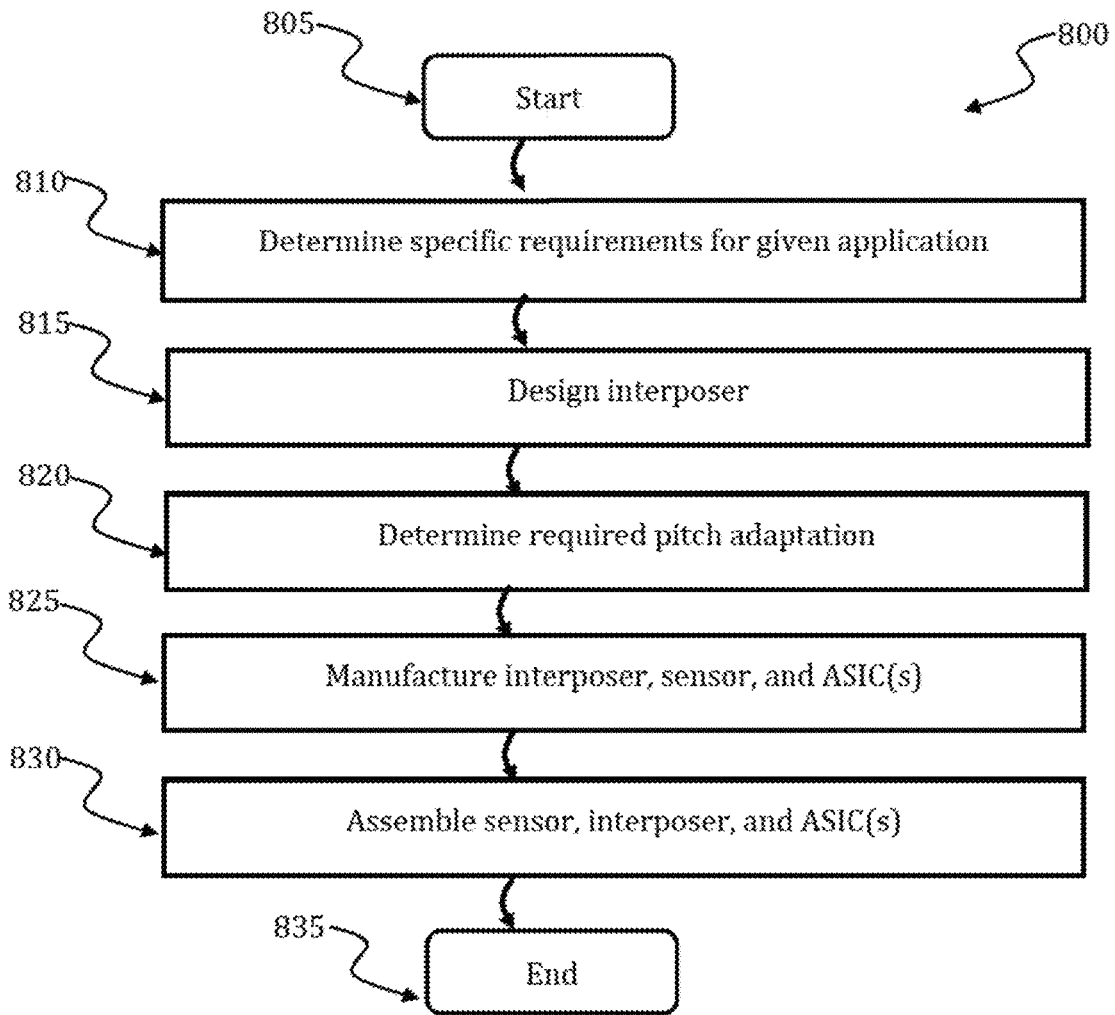 805
800
Start
810
Determine specific requirements for given application
815
Design interposer
820
Determine required pitch adaptation
825
Manufacture interposer, sensor, and ASIC(s)
830
Assemble sensor, interposer, and ASIC(s)
835
End